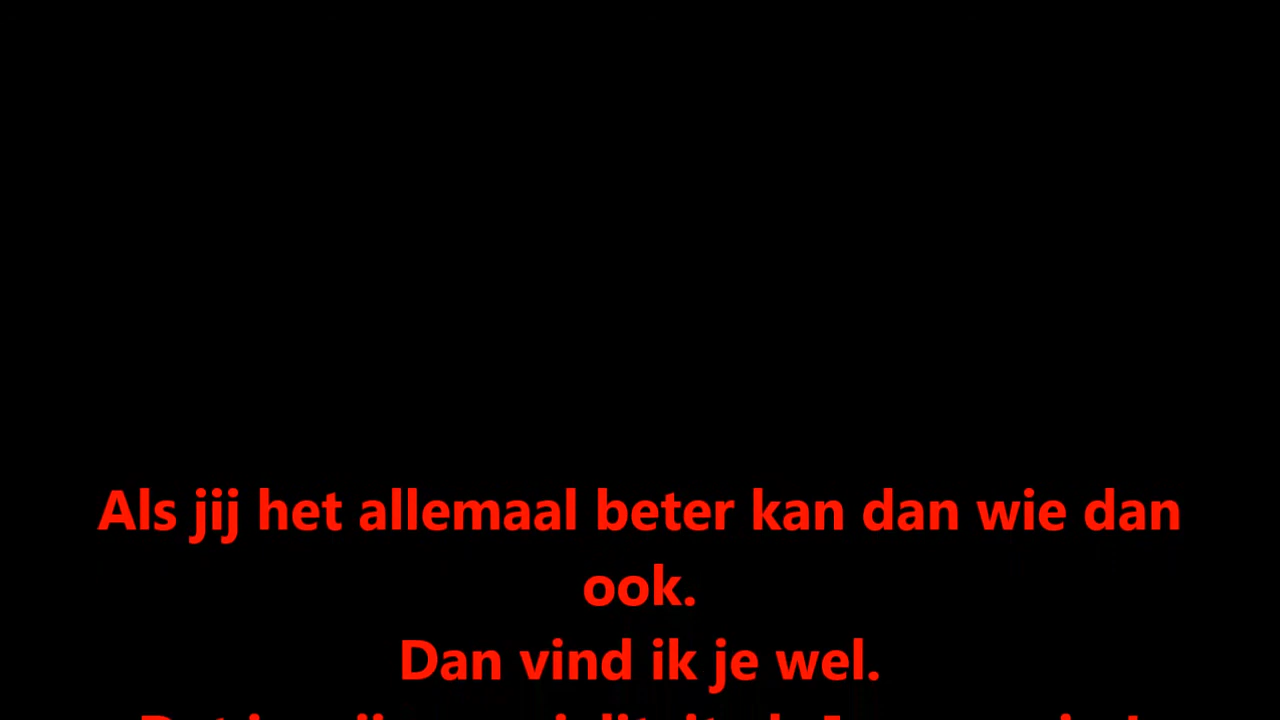 Als jij het allemaal beter kan dan wie dan
ook.
Dan vind ik je wel.